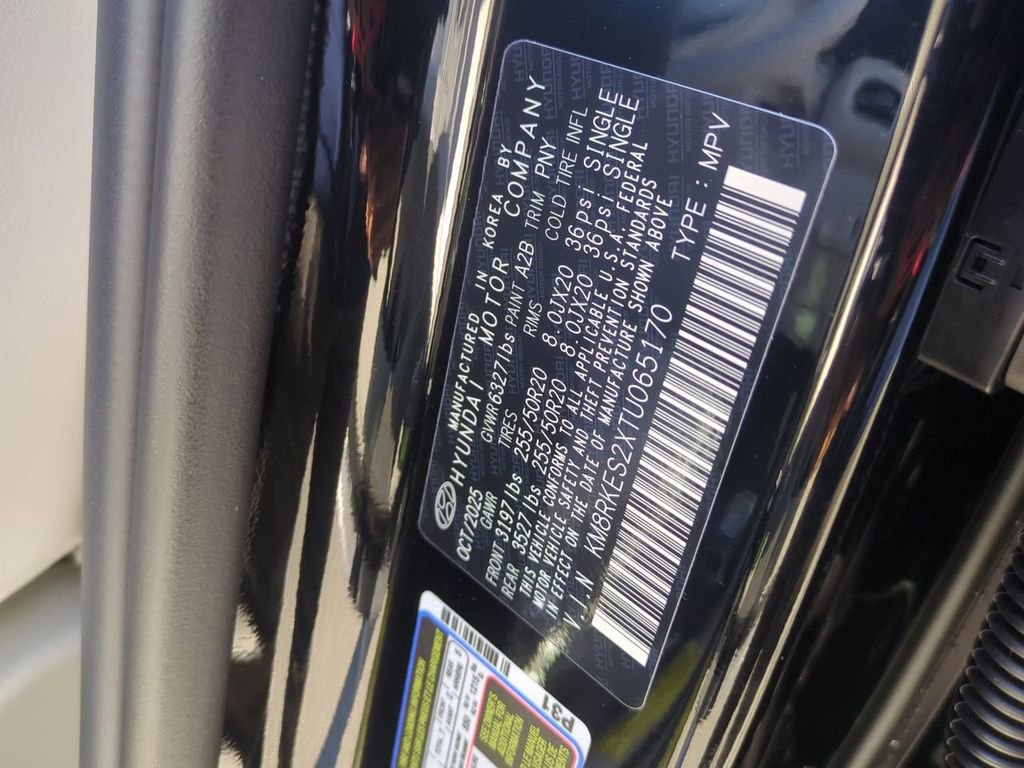 MANUFACTURED IN KOREA BY
HYUNDAI MOTOR COMPANY
OCT/2025 GVWR 6327lbs PAINT A2B TRIM PNY
GAWR TIRES RIMS COLD TIRE INFL
FRONT 3197 lbs 255/50R20 8.0JX20 36psi SINGLE
REAR 3527 lbs 255/50R20 8.0JX20 36psi SINGLE
THIS VEHICLE CONFORMS TO ALL APPLICABLE U.S.A. FEDERAL
MOTOR VEHICLE SAFETY AND THEFT PREVENTION STANDARDS
IN EFFECT ON THE DATE OF MANUFACTURE SHOWN ABOVE
V.I.N KM8RKES2XTU065170 TYPE : MPV
P31